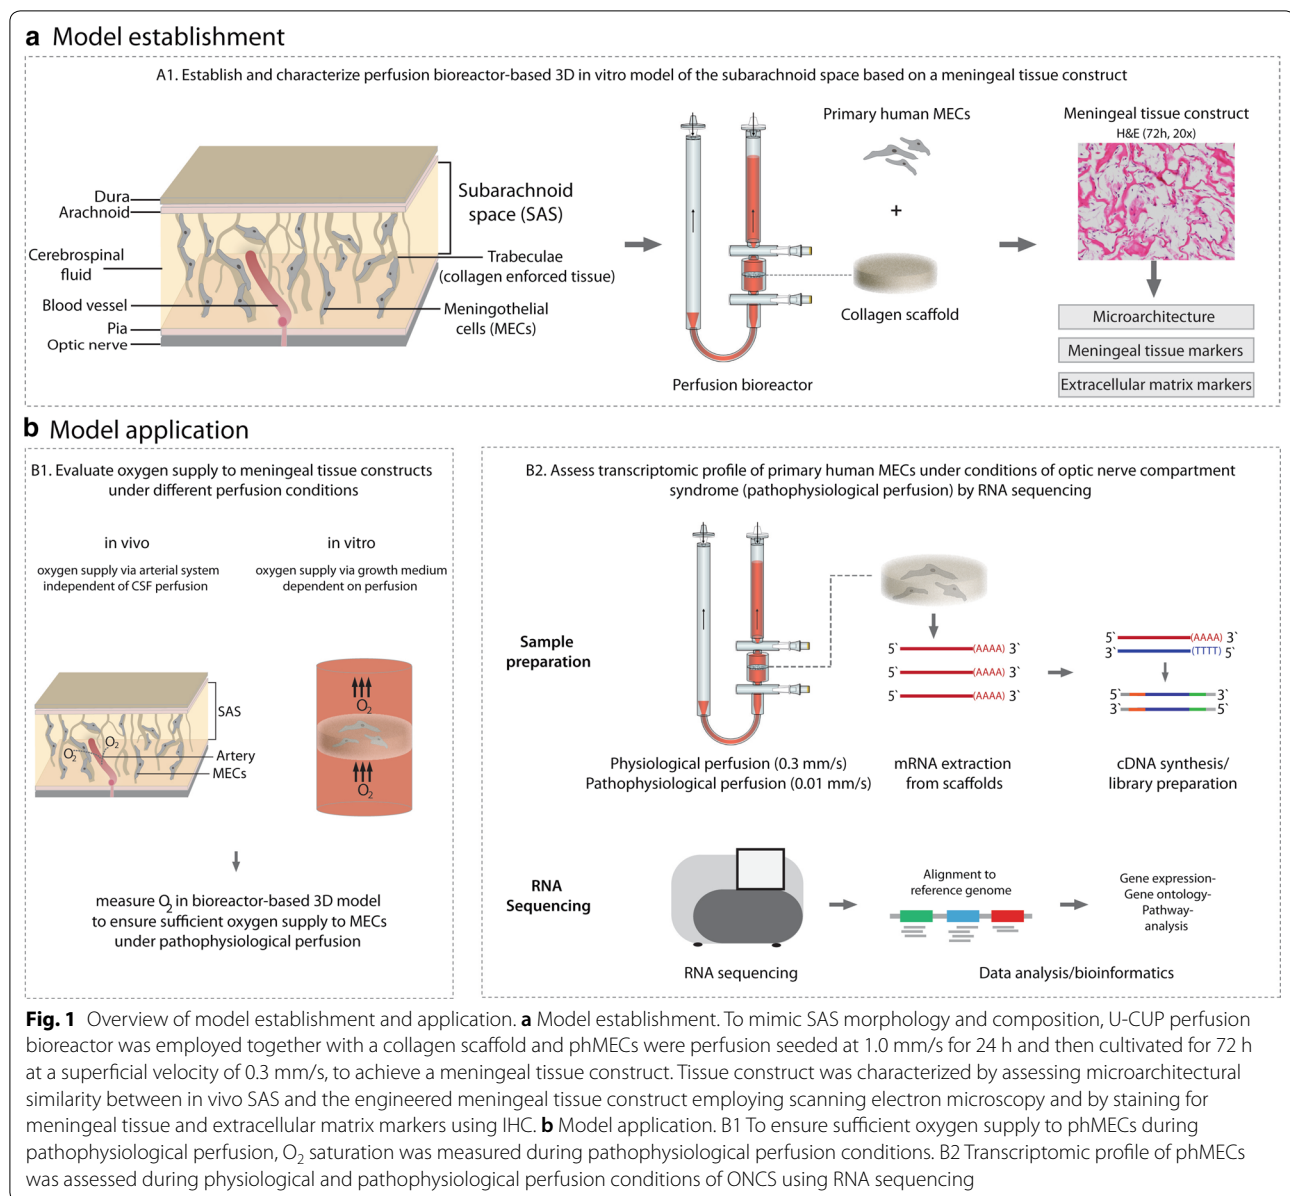 a Model establishment
A1. Establish and characterize perfusion bioreactor-based 3D in vitro model of the subarachnoid space based on a meningeal tissue construct
Dura
Arachnoid
Cerebrospinal
fluid
Blood vessel
Pia
Optic nerve
Subarachnoid
space (SAS)
Trabeculae
(collagen enforced tissue)
Meningothelial
cells (MECs)
Perfusion bioreactor
Primary human MECs
+
Collagen scaffold
Meningeal tissue construct
H&E (72h, 20x)
Microarchitecture
Meningeal tissue markers
Extracellular matrix markers
b Model application
B1. Evaluate oxygen supply to meningeal tissue constructs
under different perfusion conditions
in vivo
oxygen supply via arterial system
independent of CSF perfusion
in vitro
oxygen supply via growth medium
dependent on perfusion
SAS
O2
O2
Artery
MECs
O2
O2
measure O2 in bioreactor-based 3D model
to ensure sufficient oxygen supply to MECs
under pathophysiological perfusion
B2. Assess transcriptomic profile of primary human MECs under conditions of optic nerve compartment
syndrome (pathophysiological perfusion) by RNA sequencing
Sample
preparation
Physiological perfusion (0.3 mm/s)
Pathophysiological perfusion (0.01 mm/s)
5` (AAAA) 3`
5` (AAAA) 3`
5` (AAAA) 3`
mRNA extraction
from scaffolds
5` (AAAA) 3`
3` (TTTT) 5`
5` 3`
3` 5`
cDNA synthesis/
library preparation
RNA
Sequencing
RNA sequencing
Alignment to
reference genome
Gene expression-
Gene ontology-
Pathway-
analysis
Data analysis/bioinformatics
Fig. 1 Overview of model establishment and application. a Model establishment. To mimic SAS morphology and composition, U-CUP perfusion
bioreactor was employed together with a collagen scaffold and phMECs were perfusion seeded at 1.0 mm/s for 24 h and then cultivated for 72 h
at a superficial velocity of 0.3 mm/s, to achieve a meningeal tissue construct. Tissue construct was characterized by assessing microarchitectural
similarity between in vivo SAS and the engineered meningeal tissue construct employing scanning electron microscopy and by staining for
meningeal tissue and extracellular matrix markers using IHC. b Model application. B1 To ensure sufficient oxygen supply to phMECs during
pathophysiological perfusion, O2 saturation was measured during pathophysiological perfusion conditions. B2 Transcriptomic profile of phMECs
was assessed during physiological and pathophysiological perfusion conditions of ONCS using RNA sequencing